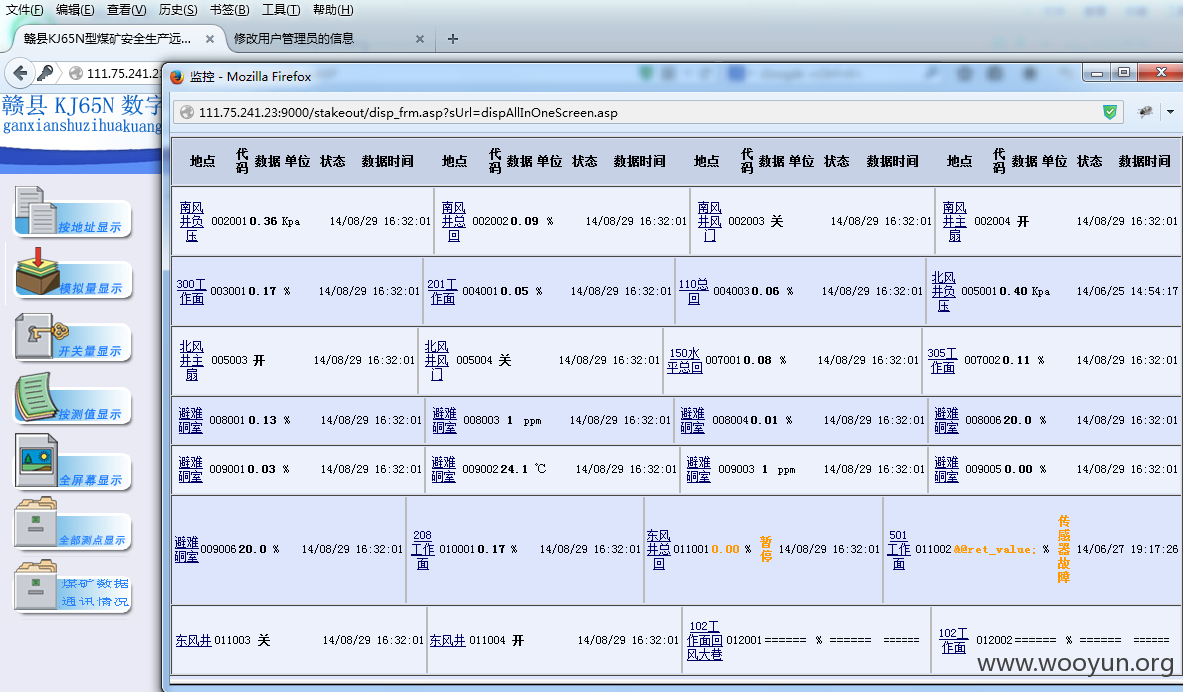 文件(F) 编辑(E) 查看(V) 历史(S) 书签(B) 工具(T) 帮助(H)
赣县KJ65N型煤矿安全生产远... × 修改用户管理员的信息 × +
111.75.241.2
监控 - Mozilla Firefox
111.75.241.23:9000/stakeout/disp_frm.asp?sUrl=dispAllInOneScreen.asp
赣县 KJ65N 数字
ganxianshuzihuakuang
按地址显示
模拟量显示
开关量显示
按测值显示
全屏幕显示
全部测点显示
煤矿数据
通讯情况
地点 代码 数据 单位 状态 数据时间 地点 代码 数据 单位 状态 数据时间 地点 代码 数据 单位 状态 数据时间 地点 代码 数据 单位 状态 数据时间
南风井负压 002001 0.36 Kpa 14/08/29 16:32:01 南风井总回 002002 0.09 % 14/08/29 16:32:01 南风井风门 002003 关 14/08/29 16:32:01 南风井主扇 002004 开 14/08/29 16:32:01
300工作面 003001 0.17 % 14/08/29 16:32:01 201工作面 004001 0.05 % 14/08/29 16:32:01 110总回 004003 0.06 % 14/08/29 16:32:01 北风井负压 005001 0.40 Kpa 14/06/25 14:54:17
北风井主扇 005003 开 14/08/29 16:32:01 北风井风门 005004 关 14/08/29 16:32:01 150水平总回 007001 0.08 % 14/08/29 16:32:01 305工作面 007002 0.11 % 14/08/29 16:32:01
避难硐室 008001 0.13 % 14/08/29 16:32:01 避难硐室 008003 1 ppm 14/08/29 16:32:01 避难硐室 008004 0.01 % 14/08/29 16:32:01 避难硐室 008006 20.0 % 14/08/29 16:32:01
避难硐室 009001 0.03 % 14/08/29 16:32:01 避难硐室 009002 24.1 ℃ 14/08/29 16:32:01 避难硐室 009003 1 ppm 14/08/29 16:32:01 避难硐室 009005 0.00 % 14/08/29 16:32:01
避难硐室 009006 20.0 % 14/08/29 16:32:01 208工作面 010001 0.17 % 14/08/29 16:32:01 东风井总回 011001 0.00 % 暂停 14/08/29 16:32:01 501工作面 011002 &@ret_value; % 传感器故障 14/06/27 19:17:26
东风井 011003 关 14/08/29 16:32:01 东风井 011004 开 14/08/29 16:32:01 102工作面回风大巷 012001 ====== % ====== ====== 102工作面 012002 ====== % ====== ======
www.wooyun.org